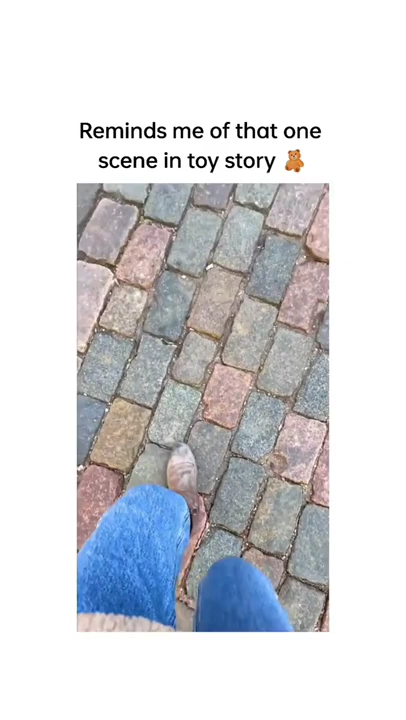 Reminds me of that one
scene in toy story 🧸